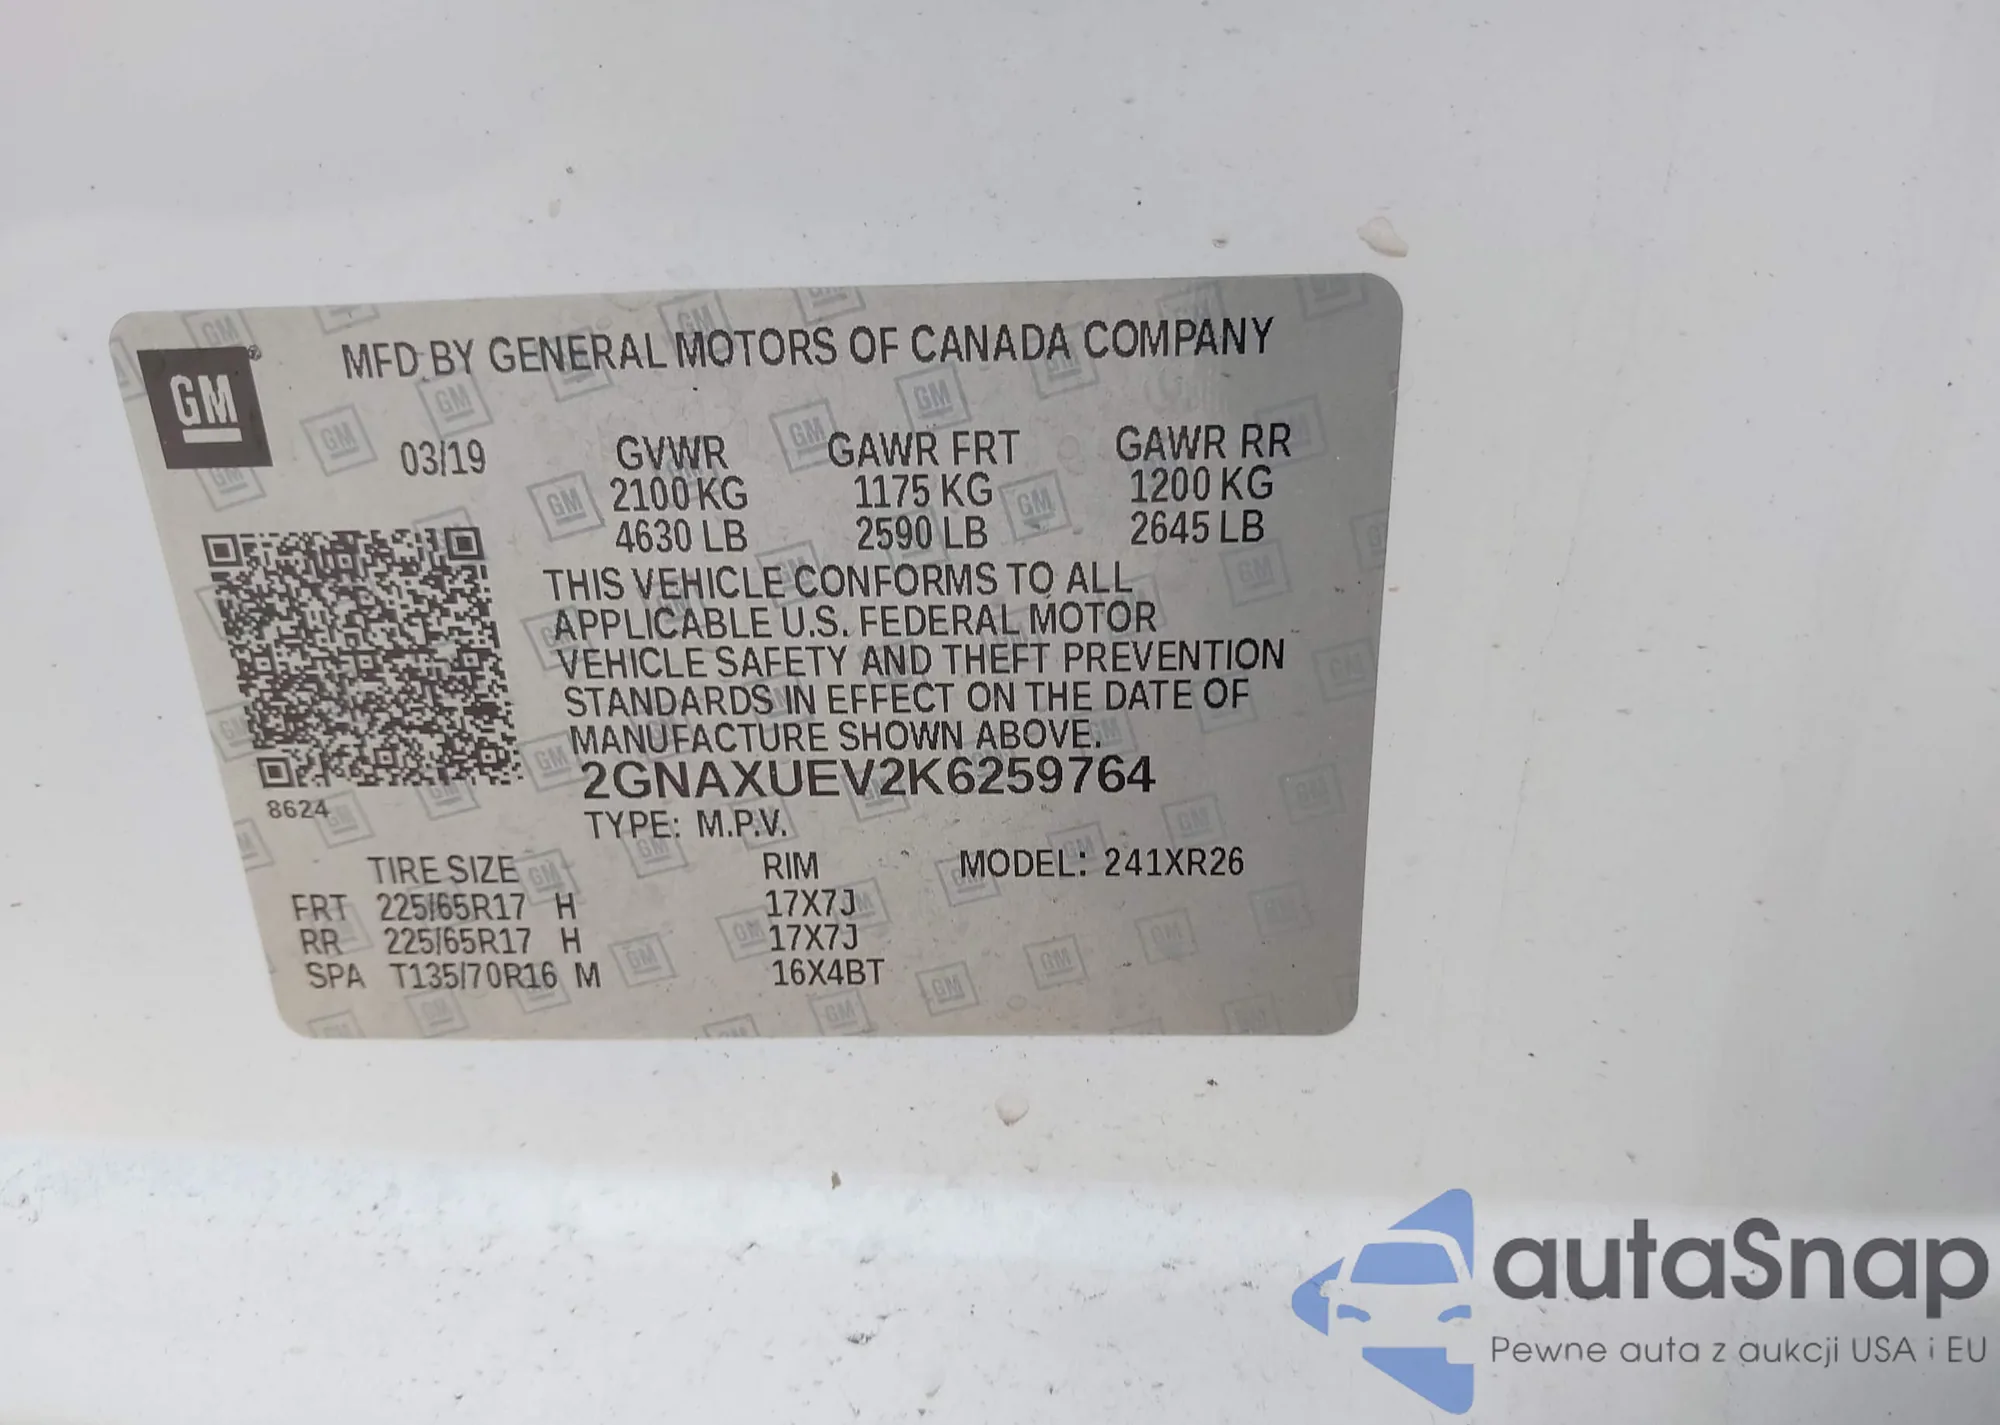 GM
MFD BY GENERAL MOTORS OF CANADA COMPANY
03/19 GVWR GAWR FRT GAWR RR
2100 KG 1175 KG 1200 KG
4630 LB 2590 LB 2645 LB
THIS VEHICLE CONFORMS TO ALL
APPLICABLE U.S. FEDERAL MOTOR
VEHICLE SAFETY AND THEFT PREVENTION
STANDARDS IN EFFECT ON THE DATE OF
MANUFACTURE SHOWN ABOVE.
2GNAXUEV2K6259764
8624
TYPE: M.P.V.
TIRE SIZE RIM MODEL: 241XR26
FRT 225/65R17 H 17X7J
RR 225/65R17 H 17X7J
SPA T135/70R16 M 16X4BT
autaSnap
Pewne auta z aukcji USA i EU